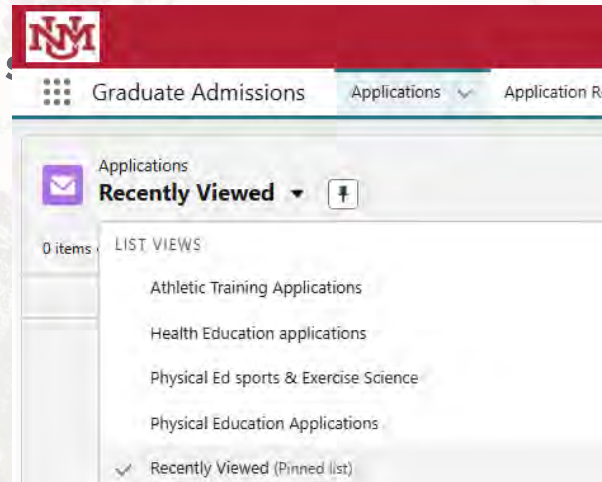 UNM
Graduate Admissions Applications Application R
Applications
Recently Viewed
0 items
LIST VIEWS
Athletic Training Applications
Health Education applications
Physical Ed sports & Exercise Science
Physical Education Applications
Recently Viewed (Pinned list)